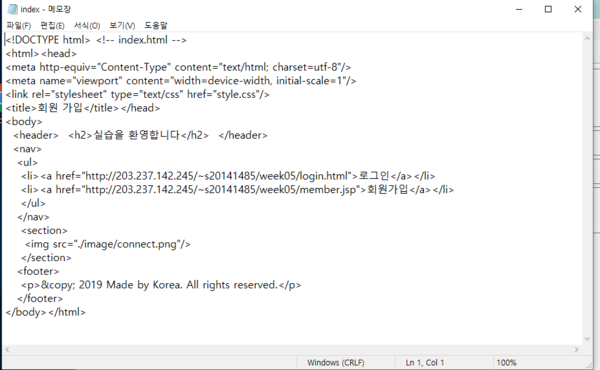 index - 메모장
파일(F) 편집(E) 서식(O) 보기(V) 도움말
<!DOCTYPE html> <!-- index.html -->
<html><head>
<meta http-equiv="Content-Type" content="text/html; charset=utf-8"/>
<meta name="viewport" content="width=device-width, initial-scale=1"/>
<link rel="stylesheet" type="text/css" href="style.css"/>
<title>회원 가입</title></head>
<body>
<header> <h2>실습을 환영합니다</h2> </header>
<nav>
<ul>
<li><a href="http://203.237.142.245/~s20141485/week05/login.html">로그인</a></li>
<li><a href="http://203.237.142.245/~s20141485/week05/member.jsp">회원가입</a></li>
</ul>
</nav>
<section>
<img src="./image/connect.png"/>
</section>
<footer>
<p>&copy; 2019 Made by Korea. All rights reserved.</p>
</footer>
</body></html>
Windows (CRLF) Ln 1, Col 1 100%